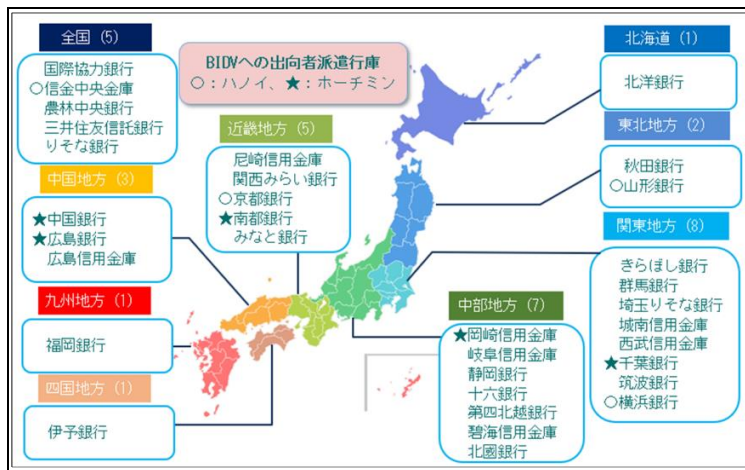 全国（5）
国際協力銀行
○信金中央金庫
農林中央銀行
三井住友信託銀行
りそな銀行
BIDVへの出向者派遣行庫
○：ハノイ、★：ホーチミン
北海道（1）
北洋銀行
東北地方（2）
秋田銀行
○山形銀行
近畿地方（5）
尼崎信用金庫
関西みらい銀行
○京都銀行
★南都銀行
みなと銀行
中国地方（3）
★中国銀行
★広島銀行
広島信用金庫
関東地方（8）
きらぼし銀行
群馬銀行
埼玉りそな銀行
城南信用金庫
西武信用金庫
★千葉銀行
筑波銀行
○横浜銀行
九州地方（1）
福岡銀行
中部地方（7）
★岡崎信用金庫
岐阜信用金庫
静岡銀行
十六銀行
第四北越銀行
碧海信用金庫
北國銀行
四国地方（1）
伊予銀行